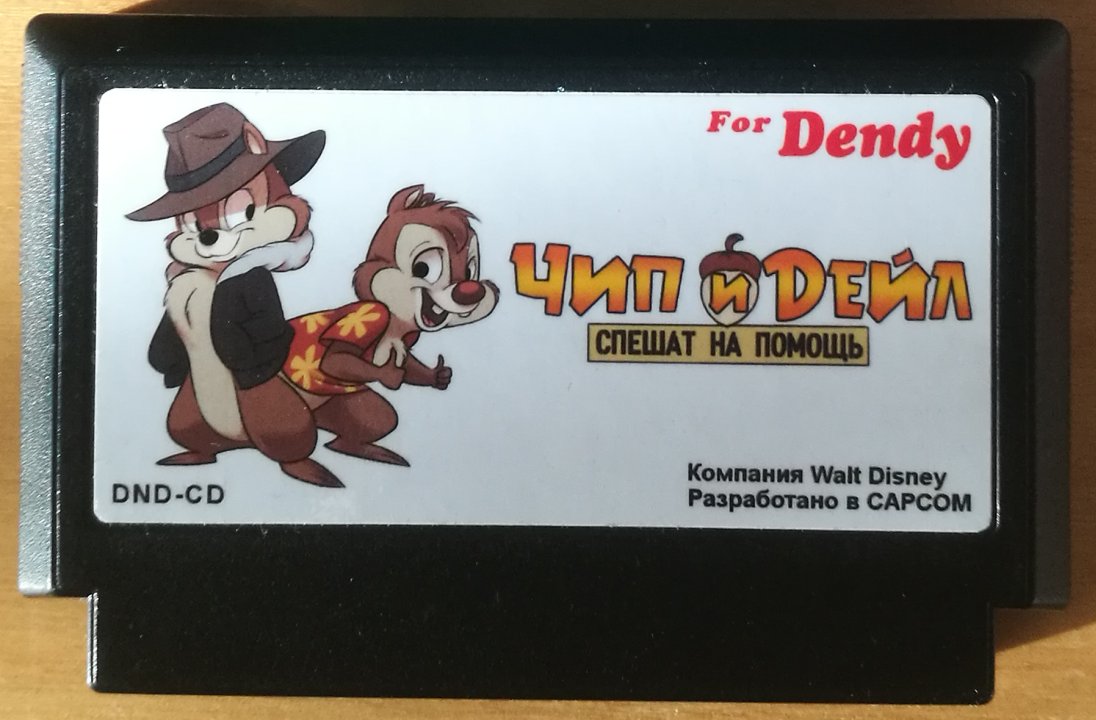 For Dendy
Чип и Дейл
СПЕШАТ НА ПОМОЩЬ
DND-CD
Компания Walt Disney
Разработано в CAPCOM